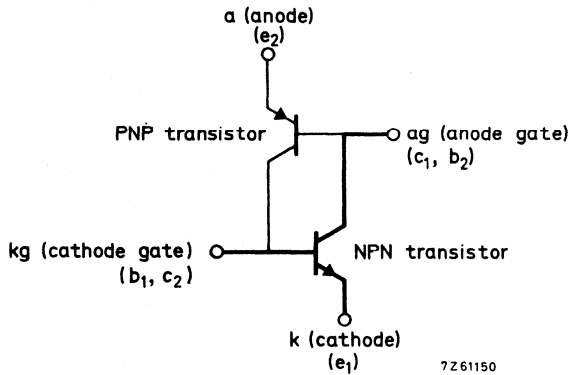 a (anode)
(e₂)
PNP transistor
ag (anode gate)
(c₁, b₂)
kg (cathode gate)
(b₁, c₂)
NPN transistor
k (cathode)
(e₁)
7Z61150